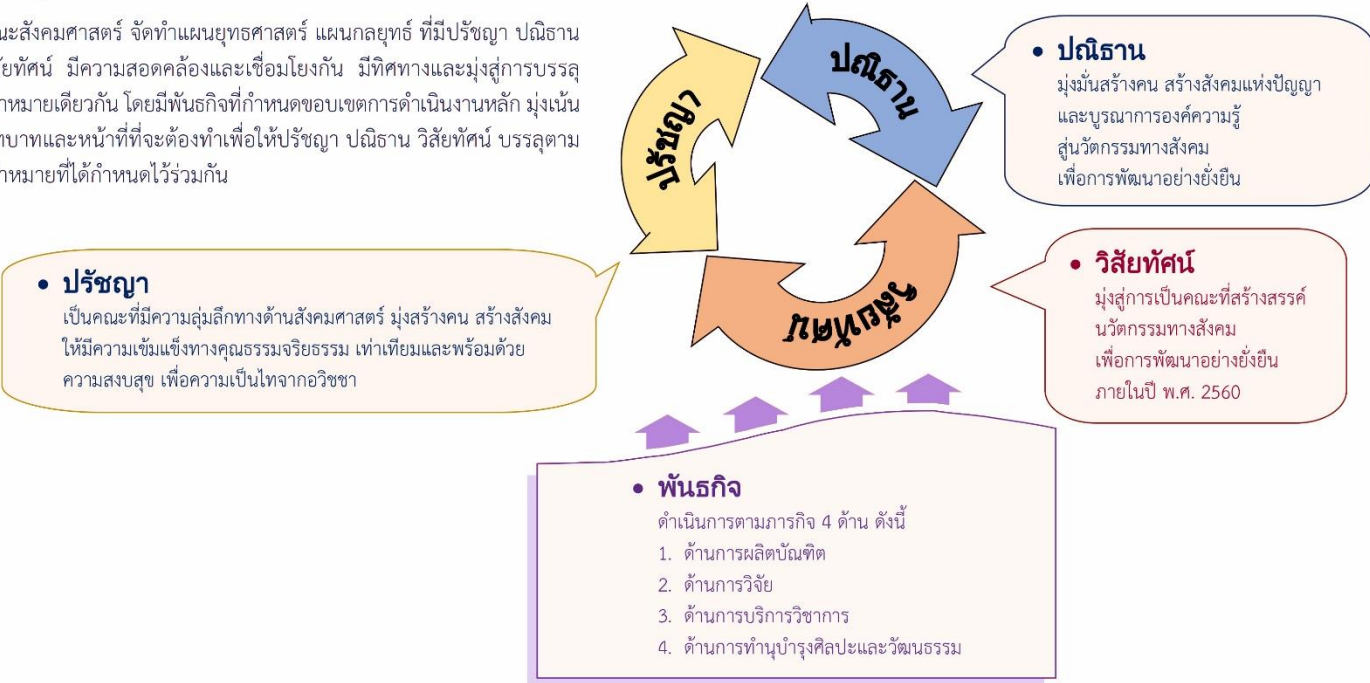 ณะสังคมศาสตร์ จัดทำแผนยุทธศาสตร์ แผนกลยุทธ์ ที่มีปรัชญา ปณิธาน
ัยทัศน์ มีความสอดคล้องและเชื่อมโยงกัน มีทิศทางและมุ่งสู่การบรรลุ
้าหมายเดียวกัน โดยมีพันธกิจที่กำหนดขอบเขตการดำเนินงานหลัก มุ่งเน้น
ทบาทและหน้าที่ที่จะต้องทำเพื่อให้ปรัชญา ปณิธาน วิสัยทัศน์ บรรลุตาม
้าหมายที่ได้กำหนดไว้ร่วมกัน
ปรัชญา
ปณิธาน
วิสัยทัศน์
• ปณิธาน
มุ่งมั่นสร้างคน สร้างสังคมแห่งปัญญา
และบูรณาการองค์ความรู้
สู่นวัตกรรมทางสังคม
เพื่อการพัฒนาอย่างยั่งยืน
• ปรัชญา
เป็นคณะที่มีความลุ่มลึกทางด้านสังคมศาสตร์ มุ่งสร้างคน สร้างสังคม
ให้มีความเข้มแข็งทางคุณธรรมจริยธรรม เท่าเทียมและพร้อมด้วย
ความสงบสุข เพื่อความเป็นไทจากอวิชชา
• วิสัยทัศน์
มุ่งสู่การเป็นคณะที่สร้างสรรค์
นวัตกรรมทางสังคม
เพื่อการพัฒนาอย่างยั่งยืน
ภายในปี พ.ศ. 2560
• พันธกิจ
ดำเนินการตามภารกิจ 4 ด้าน ดังนี้
1. ด้านการผลิตบัณฑิต
2. ด้านการวิจัย
3. ด้านการบริการวิชาการ
4. ด้านการทำนุบำรุงศิลปะและวัฒนธรรม